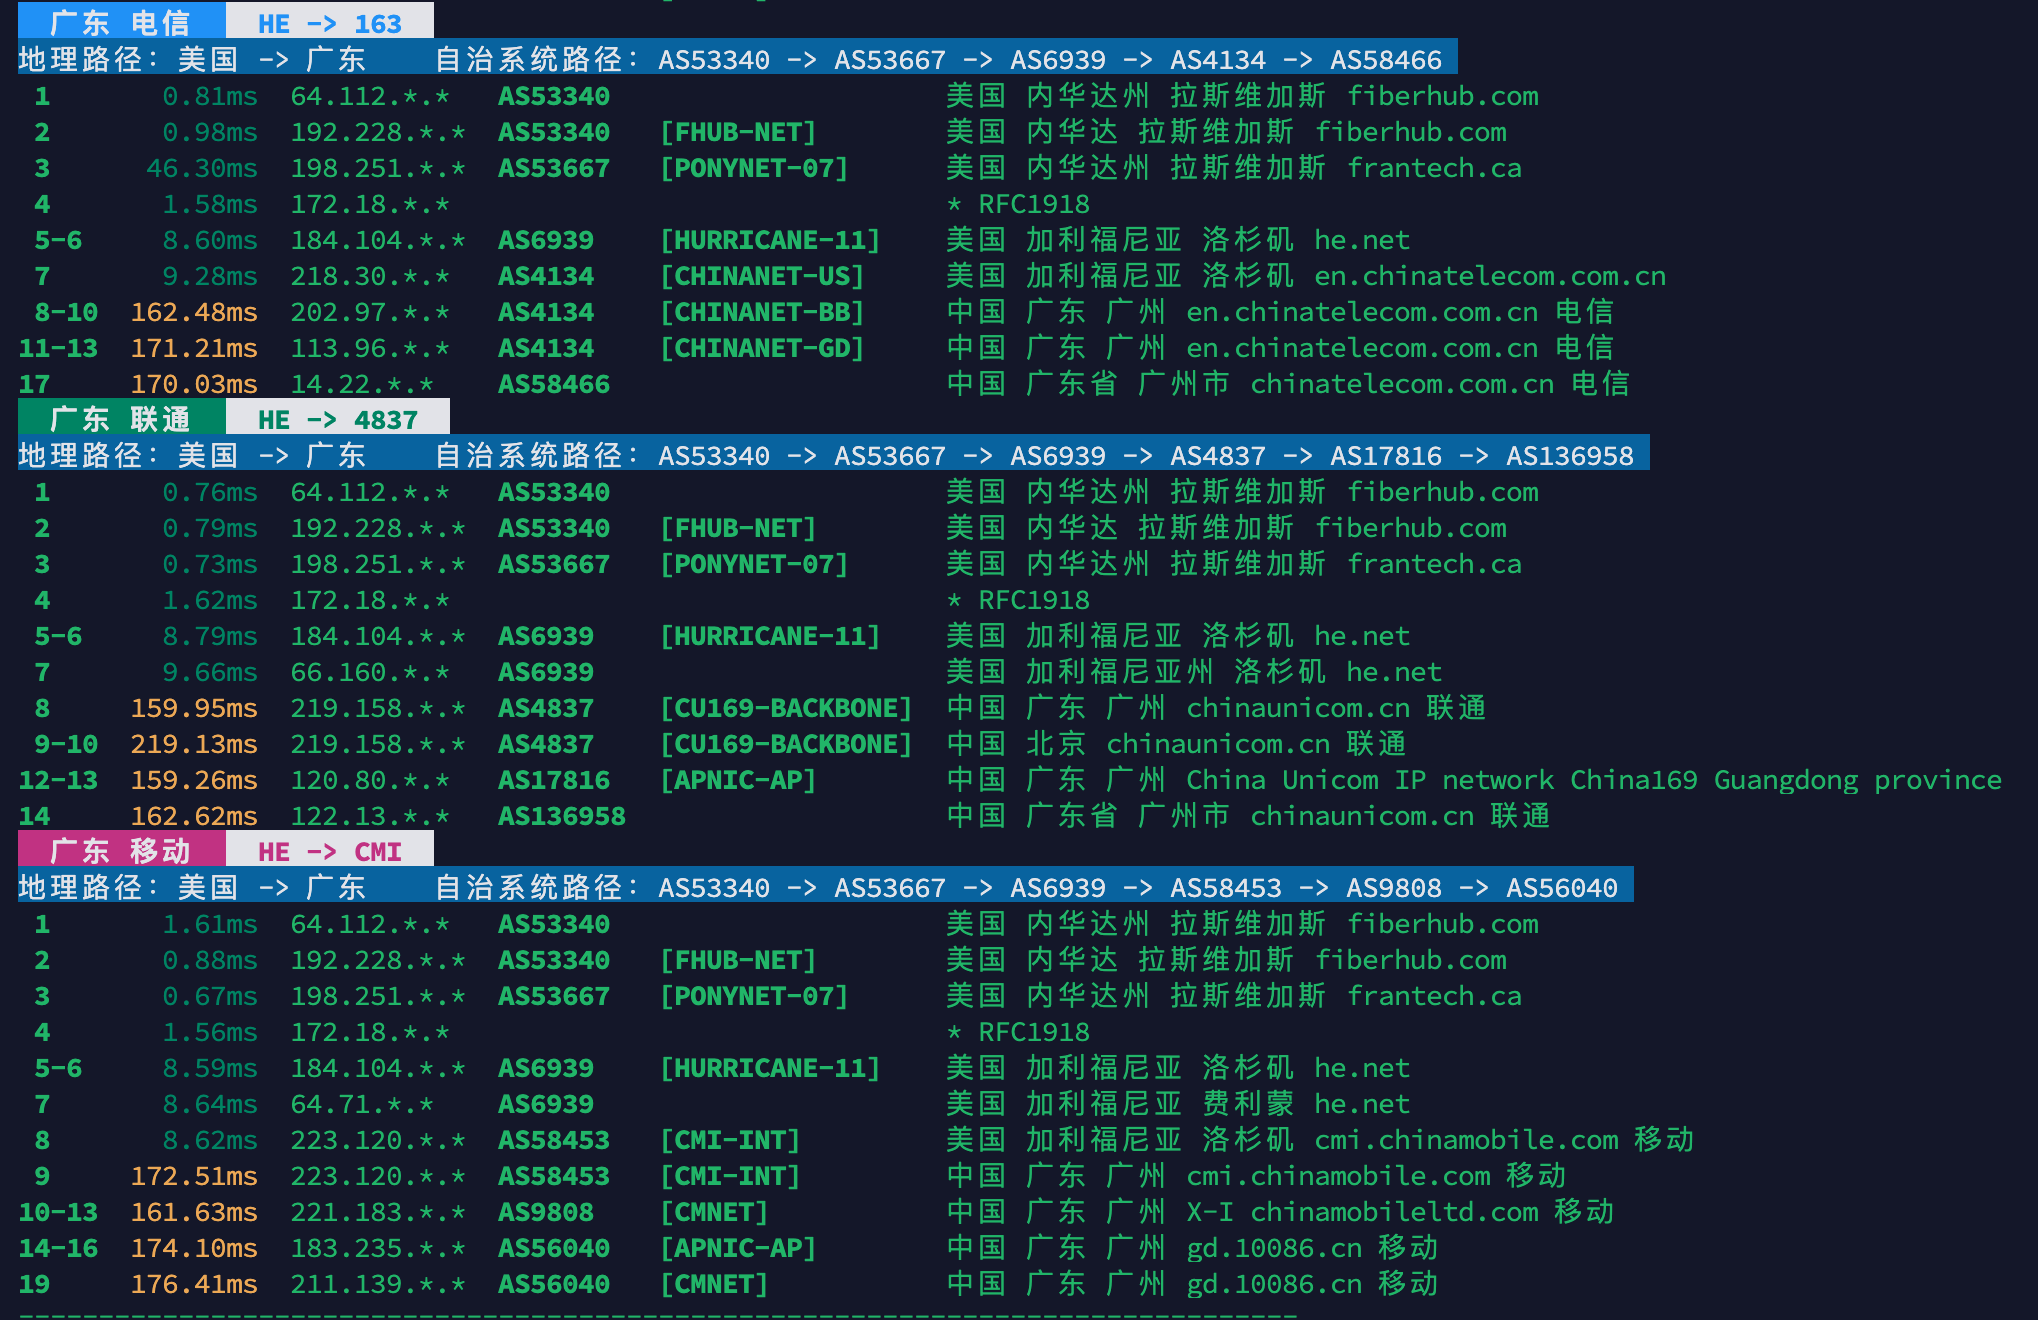 广东 电信 HE -> 163
地理路径: 美国 -> 广东 自治系统路径: AS53340 -> AS53667 -> AS6939 -> AS4134 -> AS58466
1 0.81ms 64.112.*.* AS53340 美国 内华达州 拉斯维加斯 fiberhub.com
2 0.98ms 192.228.*.* AS53340 [FHUB-NET] 美国 内华达 拉斯维加斯 fiberhub.com
3 46.30ms 198.251.*.* AS53667 [PONYNET-07] 美国 内华达州 拉斯维加斯 frantech.ca
4 1.58ms 172.18.*.* * RFC1918
5-6 8.60ms 184.104.*.* AS6939 [HURRICANE-11] 美国 加利福尼亚 洛杉矶 he.net
7 9.28ms 218.30.*.* AS4134 [CHINANET-US] 美国 加利福尼亚 洛杉矶 en.chinatelecom.com.cn
8-10 162.48ms 202.97.*.* AS4134 [CHINANET-BB] 中国 广东 广州 en.chinatelecom.com.cn 电信
11-13 171.21ms 113.96.*.* AS4134 [CHINANET-GD] 中国 广东 广州 en.chinatelecom.com.cn 电信
17 170.03ms 14.22.*.* AS58466 中国 广东省 广州市 chinatelecom.com.cn 电信
广东 联通 HE -> 4837
地理路径: 美国 -> 广东 自治系统路径: AS53340 -> AS53667 -> AS6939 -> AS4837 -> AS17816 -> AS136958
1 0.76ms 64.112.*.* AS53340 美国 内华达州 拉斯维加斯 fiberhub.com
2 0.79ms 192.228.*.* AS53340 [FHUB-NET] 美国 内华达 拉斯维加斯 fiberhub.com
3 0.73ms 198.251.*.* AS53667 [PONYNET-07] 美国 内华达州 拉斯维加斯 frantech.ca
4 1.62ms 172.18.*.* * RFC1918
5-6 8.79ms 184.104.*.* AS6939 [HURRICANE-11] 美国 加利福尼亚 洛杉矶 he.net
7 9.66ms 66.160.*.* AS6939 美国 加利福尼亚州 洛杉矶 he.net
8 159.95ms 219.158.*.* AS4837 [CU169-BACKBONE] 中国 广东 广州 chinaunicom.cn 联通
9-10 219.13ms 219.158.*.* AS4837 [CU169-BACKBONE] 中国 北京 chinaunicom.cn 联通
12-13 159.26ms 120.80.*.* AS17816 [APNIC-AP] 中国 广东 广州 China Unicom IP network China169 Guangdong province
14 162.62ms 122.13.*.* AS136958 中国 广东省 广州市 chinaunicom.cn 联通
广东 移动 HE -> CMI
地理路径: 美国 -> 广东 自治系统路径: AS53340 -> AS53667 -> AS6939 -> AS58453 -> AS9808 -> AS56040
1 1.61ms 64.112.*.* AS53340 美国 内华达州 拉斯维加斯 fiberhub.com
2 0.88ms 192.228.*.* AS53340 [FHUB-NET] 美国 内华达 拉斯维加斯 fiberhub.com
3 0.67ms 198.251.*.* AS53667 [PONYNET-07] 美国 内华达州 拉斯维加斯 frantech.ca
4 1.56ms 172.18.*.* * RFC1918
5-6 8.59ms 184.104.*.* AS6939 [HURRICANE-11] 美国 加利福尼亚 洛杉矶 he.net
7 8.64ms 64.71.*.* AS6939 美国 加利福尼亚 费利蒙 he.net
8 8.62ms 223.120.*.* AS58453 [CMI-INT] 美国 加利福尼亚 洛杉矶 cmi.chinamobile.com 移动
9 172.51ms 223.120.*.* AS58453 [CMI-INT] 中国 广东 广州 cmi.chinamobile.com 移动
10-13 161.63ms 221.183.*.* AS9808 [CMNET] 中国 广东 广州 X-I chinamobileltd.com 移动
14-16 174.10ms 183.235.*.* AS56040 [APNIC-AP] 中国 广东 广州 gd.10086.cn 移动
19 176.41ms 211.139.*.* AS56040 [CMNET] 中国 广东 广州 gd.10086.cn 移动